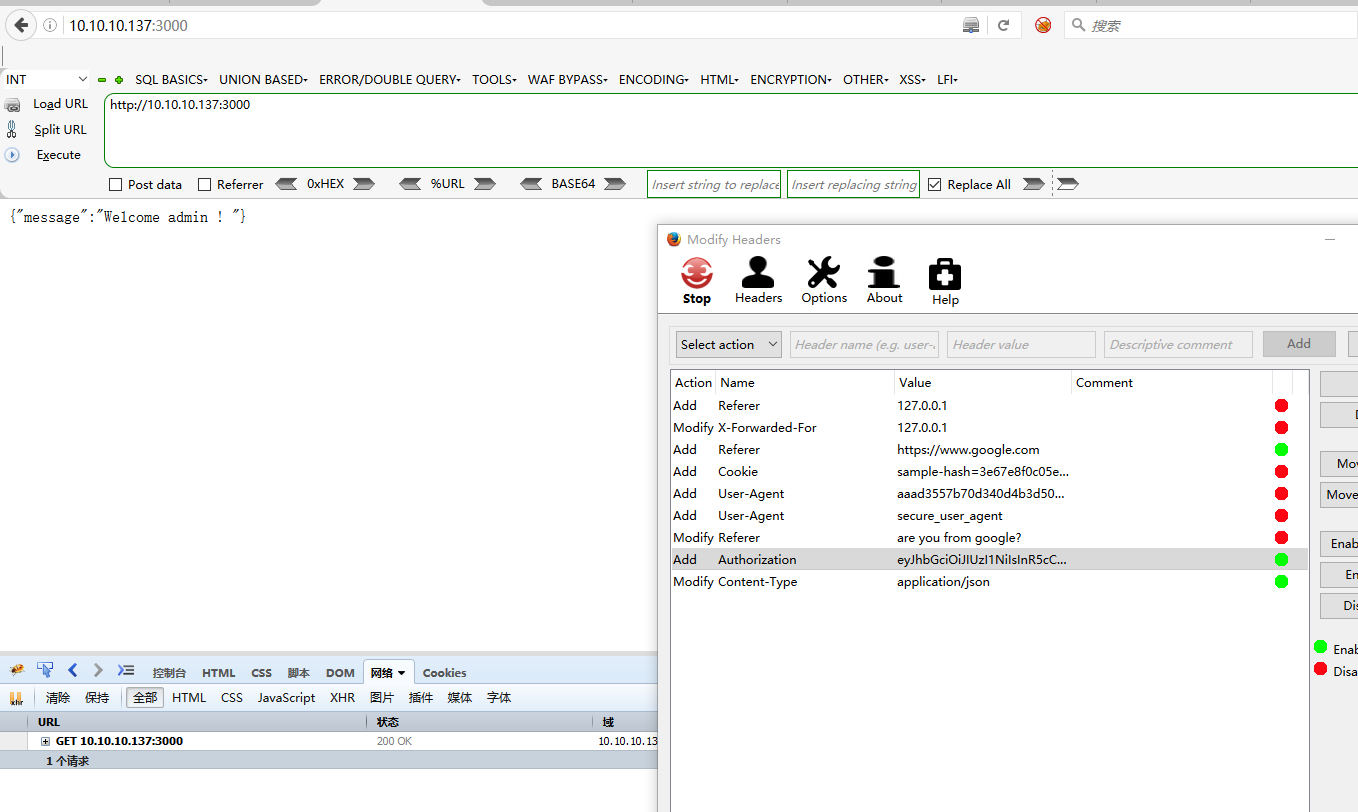 10.10.10.137:3000 搜索
INT SQL BASICS UNION BASED ERROR/DOUBLE QUERY TOOLS WAF BYPASS ENCODING HTML ENCRYPTION OTHER XSS LFI
Load URL http://10.10.10.137:3000
Split URL
Execute
Post data Referrer 0xHEX %URL BASE64 Insert string to replace Insert replacing string Replace All
{"message":"Welcome admin ! "}
Modify Headers
Stop Headers Options About Help
Select action Header name (e.g. user- Header value Descriptive comment Add
Action Name Value Comment
Add Referer 127.0.0.1
Modify X-Forwarded-For 127.0.0.1
Add Referer https://www.google.com
Add Cookie sample-hash=3e67e8f0c05e...
Add User-Agent aaad3557b70d340d4b3d50...
Add User-Agent secure_user_agent
Modify Referer are you from google?
Add Authorization eyJhbGciOiJIUzI1NiIsInR5cC...
Modify Content-Type application/json
D
Mov
Move
Enab
En
Dis
Enab
Disa
控制台 HTML CSS 脚本 DOM 网络 Cookies
清除 保持 全部 HTML CSS JavaScript XHR 图片 插件 媒体 字体
URL 状态 域
GET 10.10.10.137:3000 200 OK 10.10.10.13
1 个请求